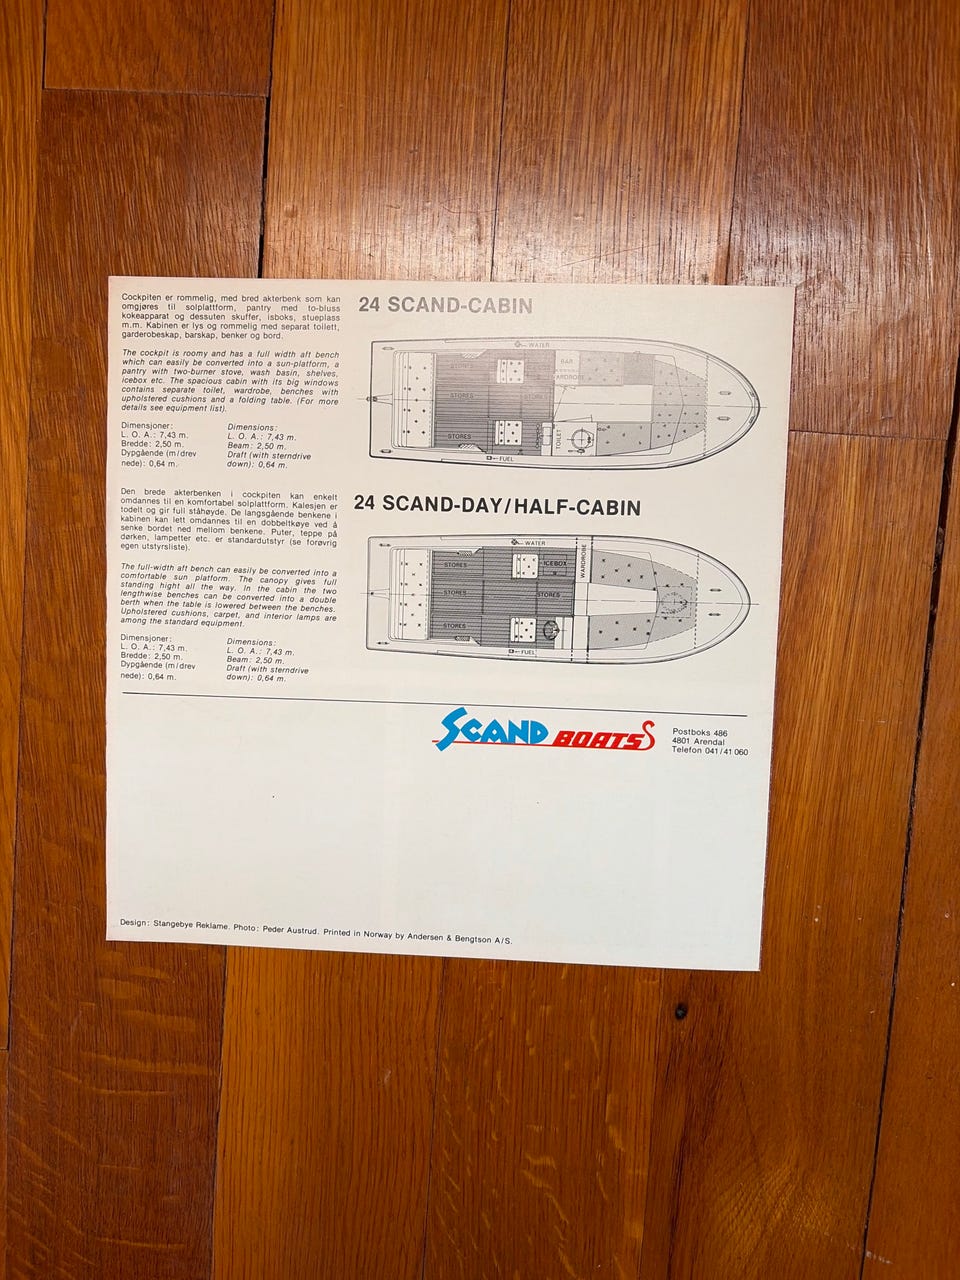 Cockpiten er rommelig, med bred akterbenk som kan
omgjøres til solplattform, pantry med to-bluss
kokeapparat og dessuten skuffer, isboks, stueplass
m.m. Kabinen er lys og rommelig med separat toilett,
garderobeskap, barskap, benker og bord.
The cockpit is roomy and has a full width aft bench
which can easily be converted into a sun-platform, a
pantry with two-burner stove, wash basin, shelves,
icebox etc. The spacious cabin with its big windows
contains separate toilet, wardrobe, benches with
upholstered cushions and a folding table. (For more
details see equipment list).
Dimensjoner:
L. O. A.: 7,43 m.
Bredde: 2,50 m.
Dypgående (m/drev
nede): 0,64 m.
Dimensions:
L. O. A.: 7,43 m.
Beam: 2,50 m.
Draft (with sterndrive
down): 0,64 m.
24 SCAND-CABIN
WATER
STORES
BAR
WARDROBE
STORES
STORES
STORES
TOILET
FUEL
Den brede akterbenken i cockpiten kan enkelt
omdannes til en komfortabel solplattform. Kalesjen er
todelt og gir full ståhøyde. De langsgående benkene i
kabinen kan lett omdannes til en dobbeltkøye ved å
senke bordet ned mellom benkene. Puter, teppe på
dørken, lampetter etc. er standardutstyr (se forøvrig
egen utstyrsliste).
The full-width aft bench can easily be converted into a
comfortable sun platform. The canopy gives full
standing hight all the way. In the cabin the two
lengthwise benches can be converted into a double
berth when the table is lowered between the benches.
Upholstered cushions, carpet, and interior lamps are
among the standard equipment.
Dimensjoner:
L. O. A.: 7,43 m.
Bredde: 2,50 m.
Dypgående (m/drev
nede): 0,64 m.
Dimensions:
L. O. A.: 7,43 m.
Beam: 2,50 m.
Draft (with sterndrive
down): 0,64 m.
24 SCAND-DAY/HALF-CABIN
WATER
STORES
ICEBOX
WARDROBE
STORES
STORES
STORES
FUEL
SCAND BOATS
Postboks 486
4801 Arendal
Telefon 041/41 060
Design: Stangebye Reklame. Photo: Peder Austrud. Printed in Norway by Andersen & Bengtson A/S.